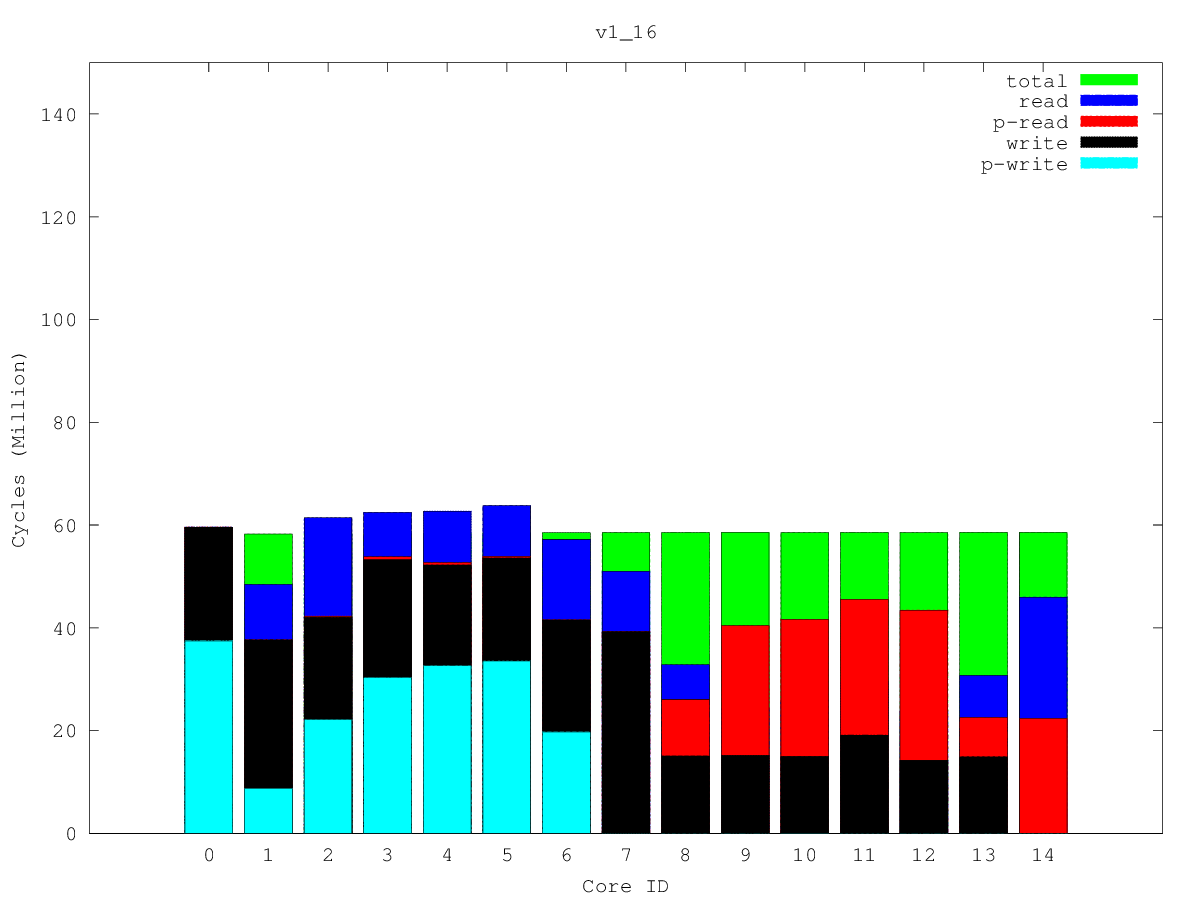 v1_16
total
read
p-read
write
p-write
140
120
100
80
60
40
20
0
Cycles (Million)
0 1 2 3 4 5 6 7 8 9 10 11 12 13 14
Core ID